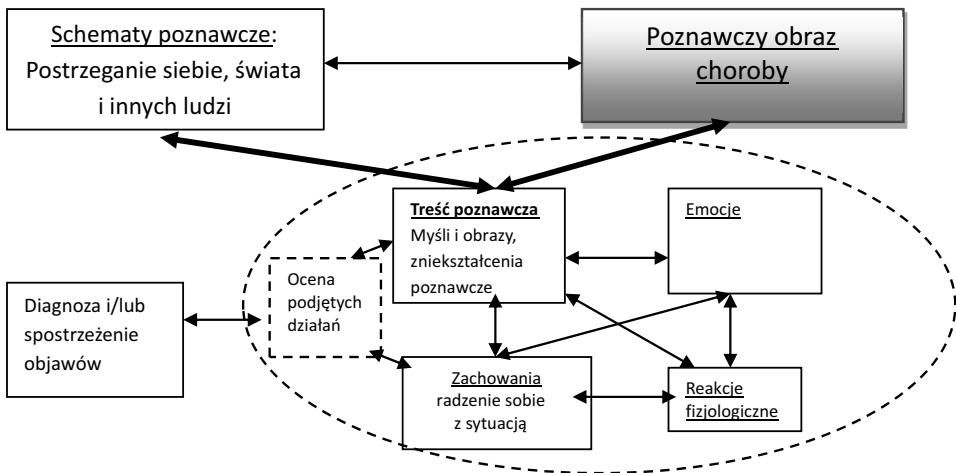 Schematy poznawcze:
Postrzeganie siebie, świata
i innych ludzi
Poznawczy obraz
choroby
Treść poznawcza
Myśli i obrazy,
zniekształcenia
poznawcze
Emocje
Ocena
podjętych
działań
Diagnoza i/lub
spostrzeżenie
objawów
Zachowania
radzenie sobie
z sytuacją
Reakcje
fizjologiczne